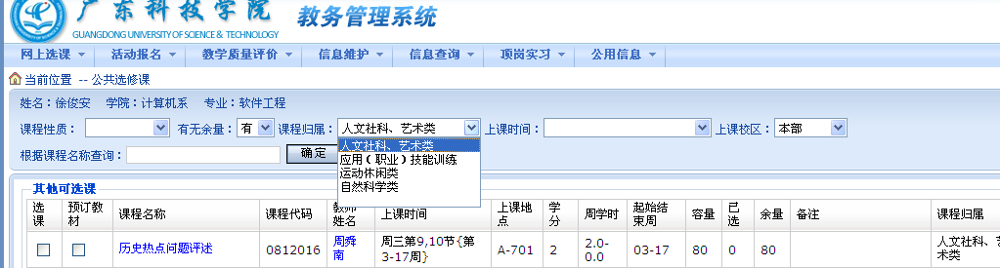 广东科技学院 教务管理系统
GUANGDONG UNIVERSITY OF SCIENCE & TECHNOLOGY
网上选课 活动报名 教学质量评价 信息维护 信息查询 顶岗实习 公用信息
当前位置 -- 公共选修课
姓名：徐俊安 学院：计算机系 专业：软件工程
课程性质： 有无余量：有 课程归属：人文社科、艺术类 上课时间： 上课校区：本部
人文社科、艺术类
根据课程名称查询： 确定
应用（职业）技能训练
运动休闲类
自然科学类
其他可选课
选课 预订教材 课程名称 课程代码 教师姓名 上课时间 上课地点 学分 周学时 起始结束周 容量 已选 余量 备注 课程归属
历史热点问题评述 0812016 周舜南 周三第9,10节{第3-17周} A-701 2 2.0-0.0 03-17 80 0 80 人文社科、艺术类